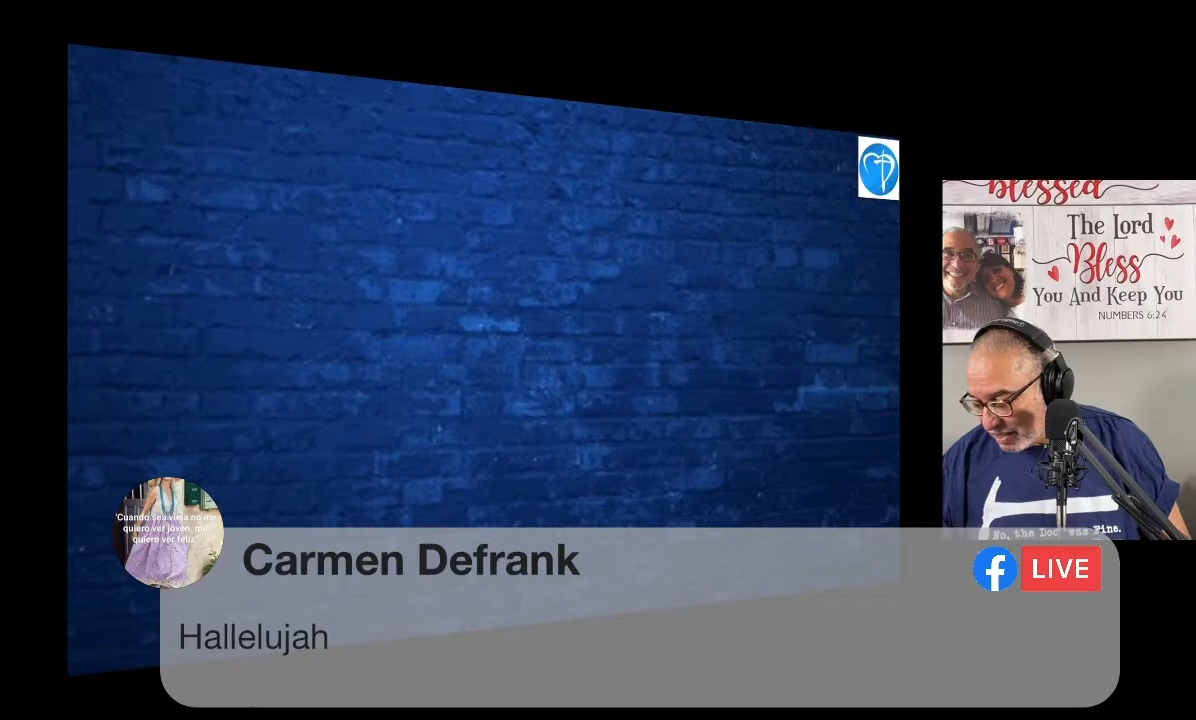 blessed
The Lord
Bless
You And Keep You
NUMBERS 6:24
No, the Doc was Fine.
'Cuando sea vieja no me
quiero ver joven, me
quiero ver feliz'
Carmen Defrank
LIVE
Hallelujah